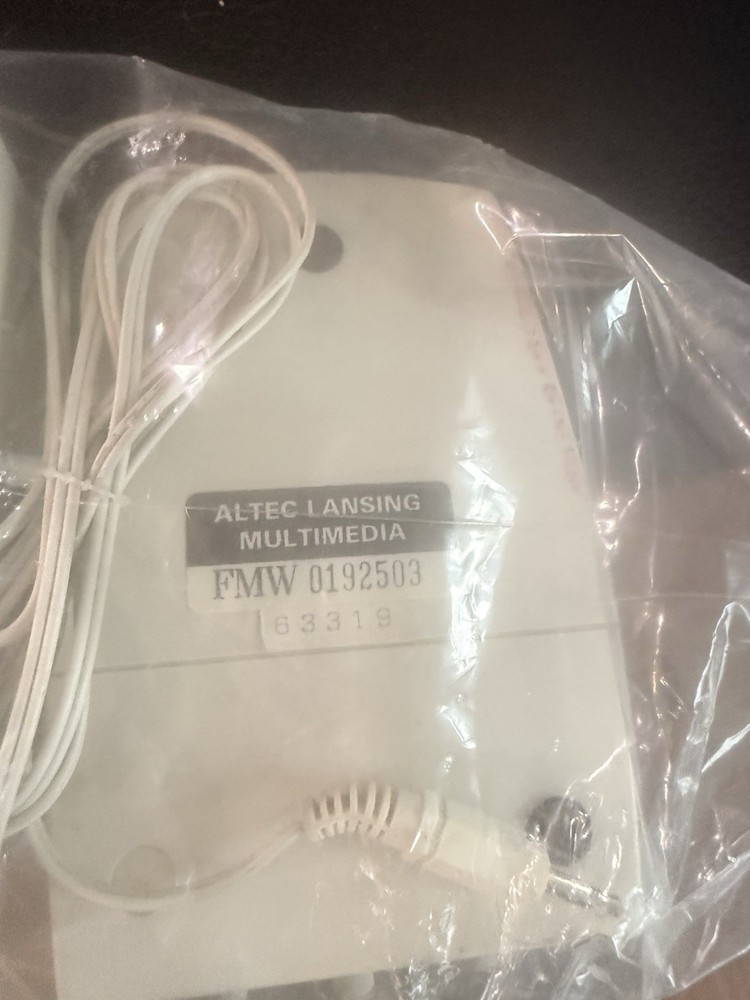 ALTEC LANSING
MULTIMEDIA
FMW 0192503
63319